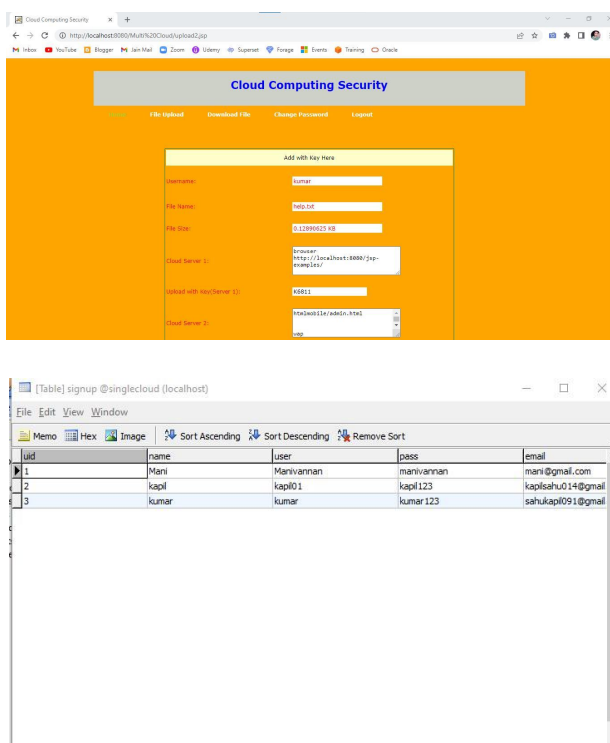 Cloud Computing Security × +
http://localhost:8080/Multi%20Cloud/upload2.jsp
Inbox YouTube Blogger Jain Mail Zoom Udemy Superset Forage Events Training Oracle
Cloud Computing Security
Home File Upload Download File Change Password Logout
Add with Key Here
Username: kumar
File Name: help.txt
File Size: 0.12890625 KB
Cloud Server 1: browser
http://localhost:8080/jsp-
examples/
Upload with Key(Server 1): K6811
Cloud Server 2: htmlmobile/admin.html
wap
[Table] signup @singlecloud (localhost)
File Edit View Window
Memo Hex Image Sort Ascending Sort Descending Remove Sort
uid name user pass email
1 Mani Manivannan manivannan mani@gmail.com
2 kapil kapil01 kapil123 kapilsahu014@gmail
3 kumar kumar kumar123 sahukapil091@gmail